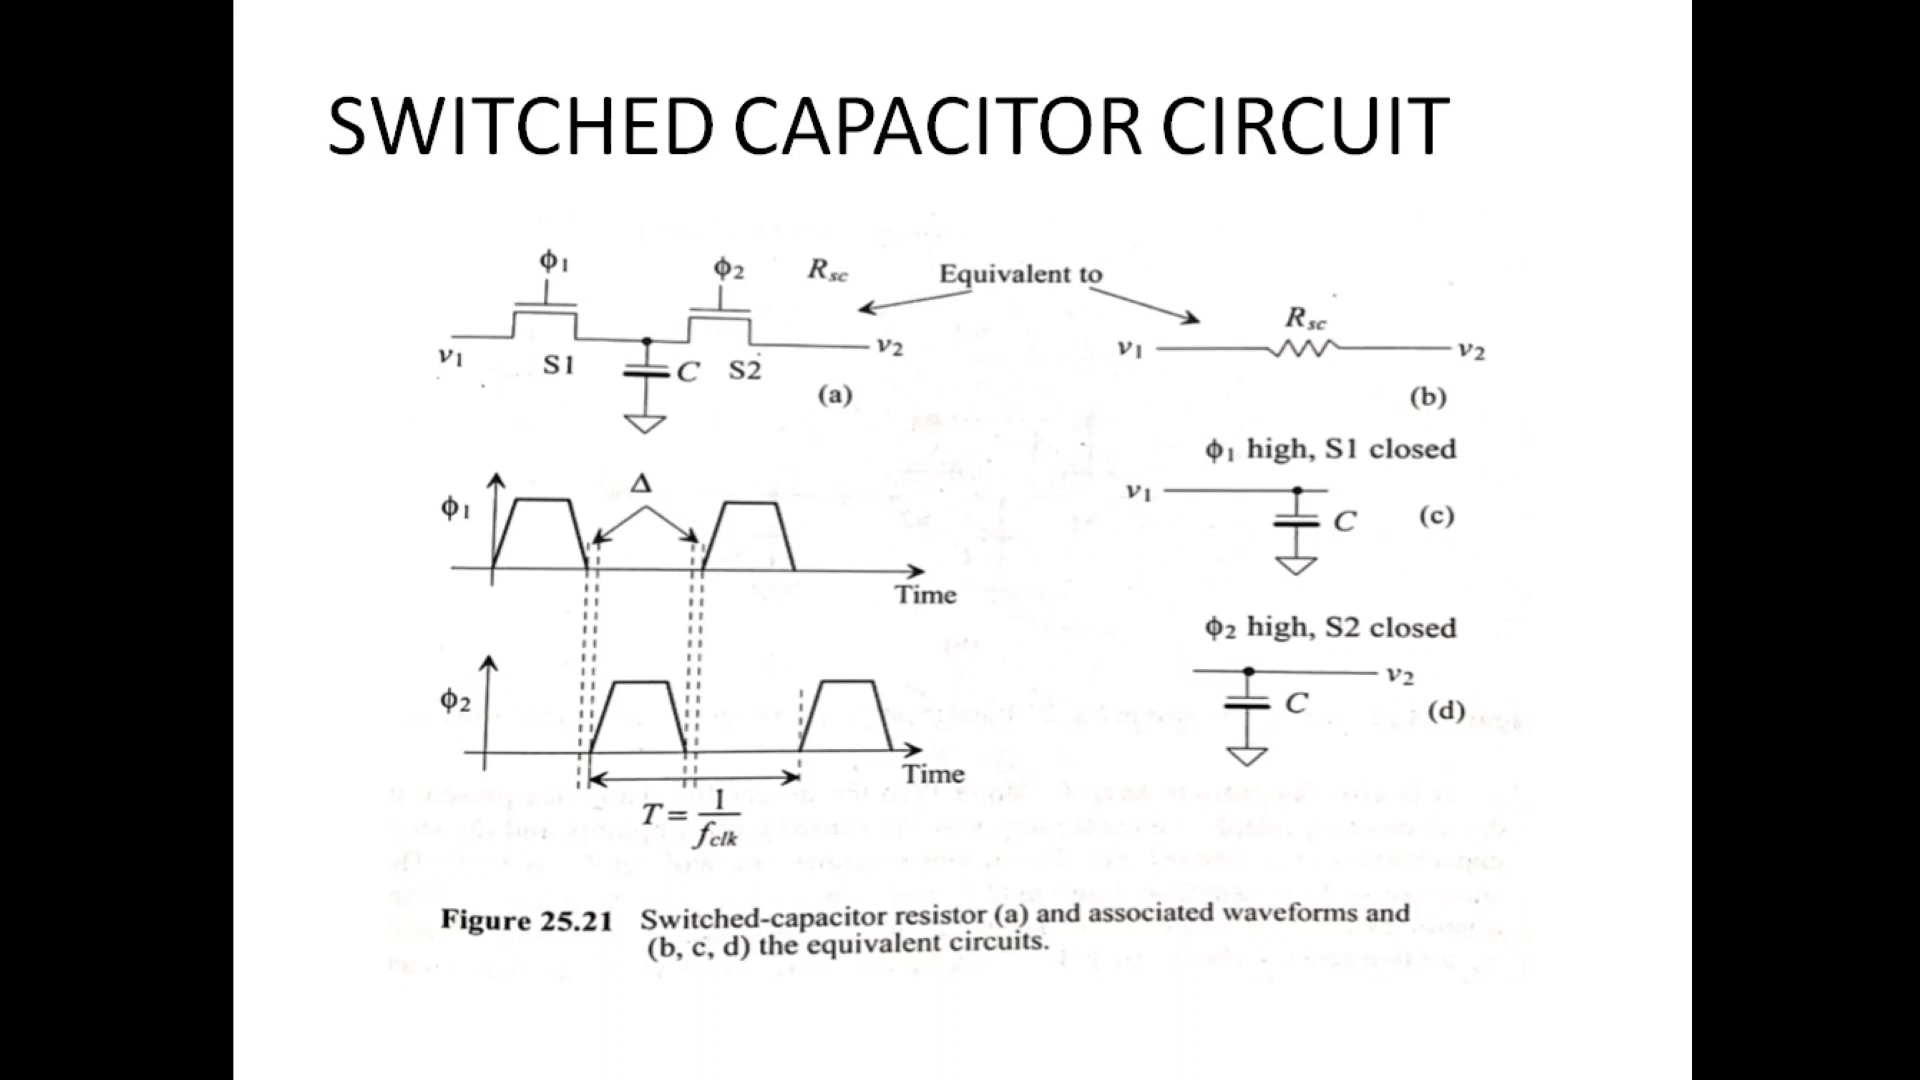 SWITCHED CAPACITOR CIRCUIT
ϕ1
ϕ2
Rsc
Equivalent to
v1
S1
C
S2
v2
(a)
Rsc
v1
v2
(b)
ϕ1 high, S1 closed
v1
C
(c)
ϕ1
Δ
Time
ϕ2 high, S2 closed
v2
C
(d)
ϕ2
Time
T = 1/fclk
Figure 25.21 Switched-capacitor resistor (a) and associated waveforms and
(b, c, d) the equivalent circuits.